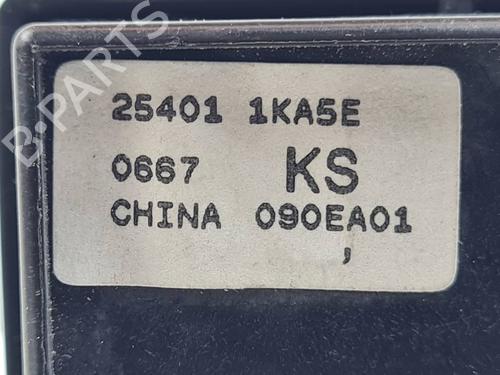 B-PARTS
25401 1KA5E
0667 KS
CHINA 090EA01
,